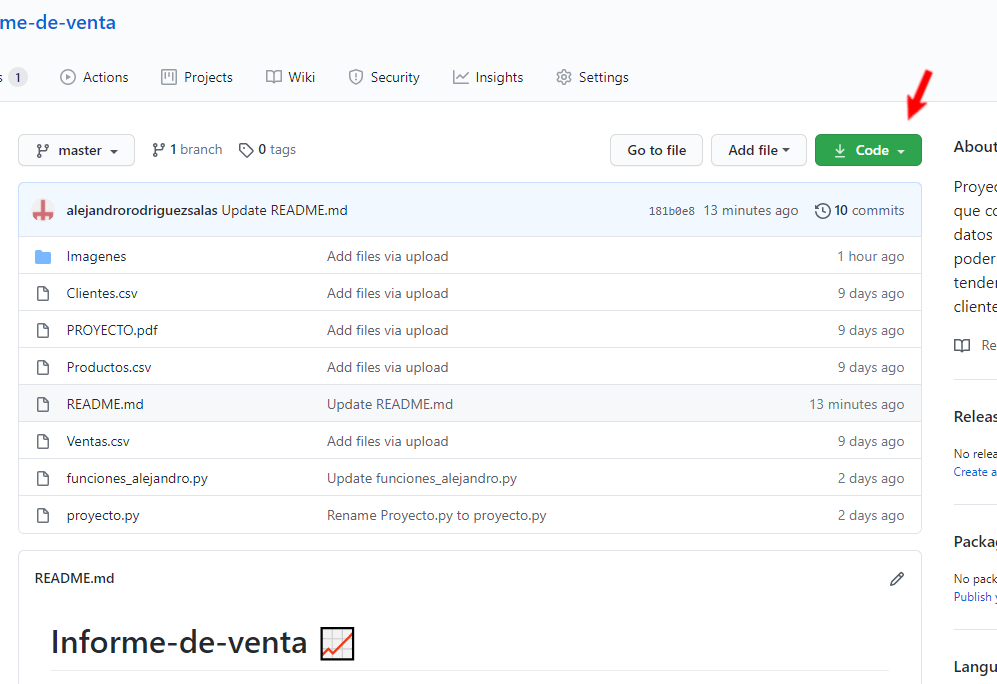 me-de-venta
s 1 Actions Projects Wiki Security Insights Settings
master 1 branch 0 tags Go to file Add file Code
alejandrorodriguezsalas Update README.md 181b0e8 13 minutes ago 10 commits
Imagenes Add files via upload 1 hour ago
Clientes.csv Add files via upload 9 days ago
PROYECTO.pdf Add files via upload 9 days ago
Productos.csv Add files via upload 9 days ago
README.md Update README.md 13 minutes ago
Ventas.csv Add files via upload 9 days ago
funciones_alejandro.py Update funciones_alejandro.py 2 days ago
proyecto.py Rename Proyecto.py to proyecto.py 2 days ago
README.md
Informe-de-venta
About
Proyec
que co
datos
poder
tenden
cliente
Re
Releas
No relea
Create a
Packag
No pack
Publish y
Langu